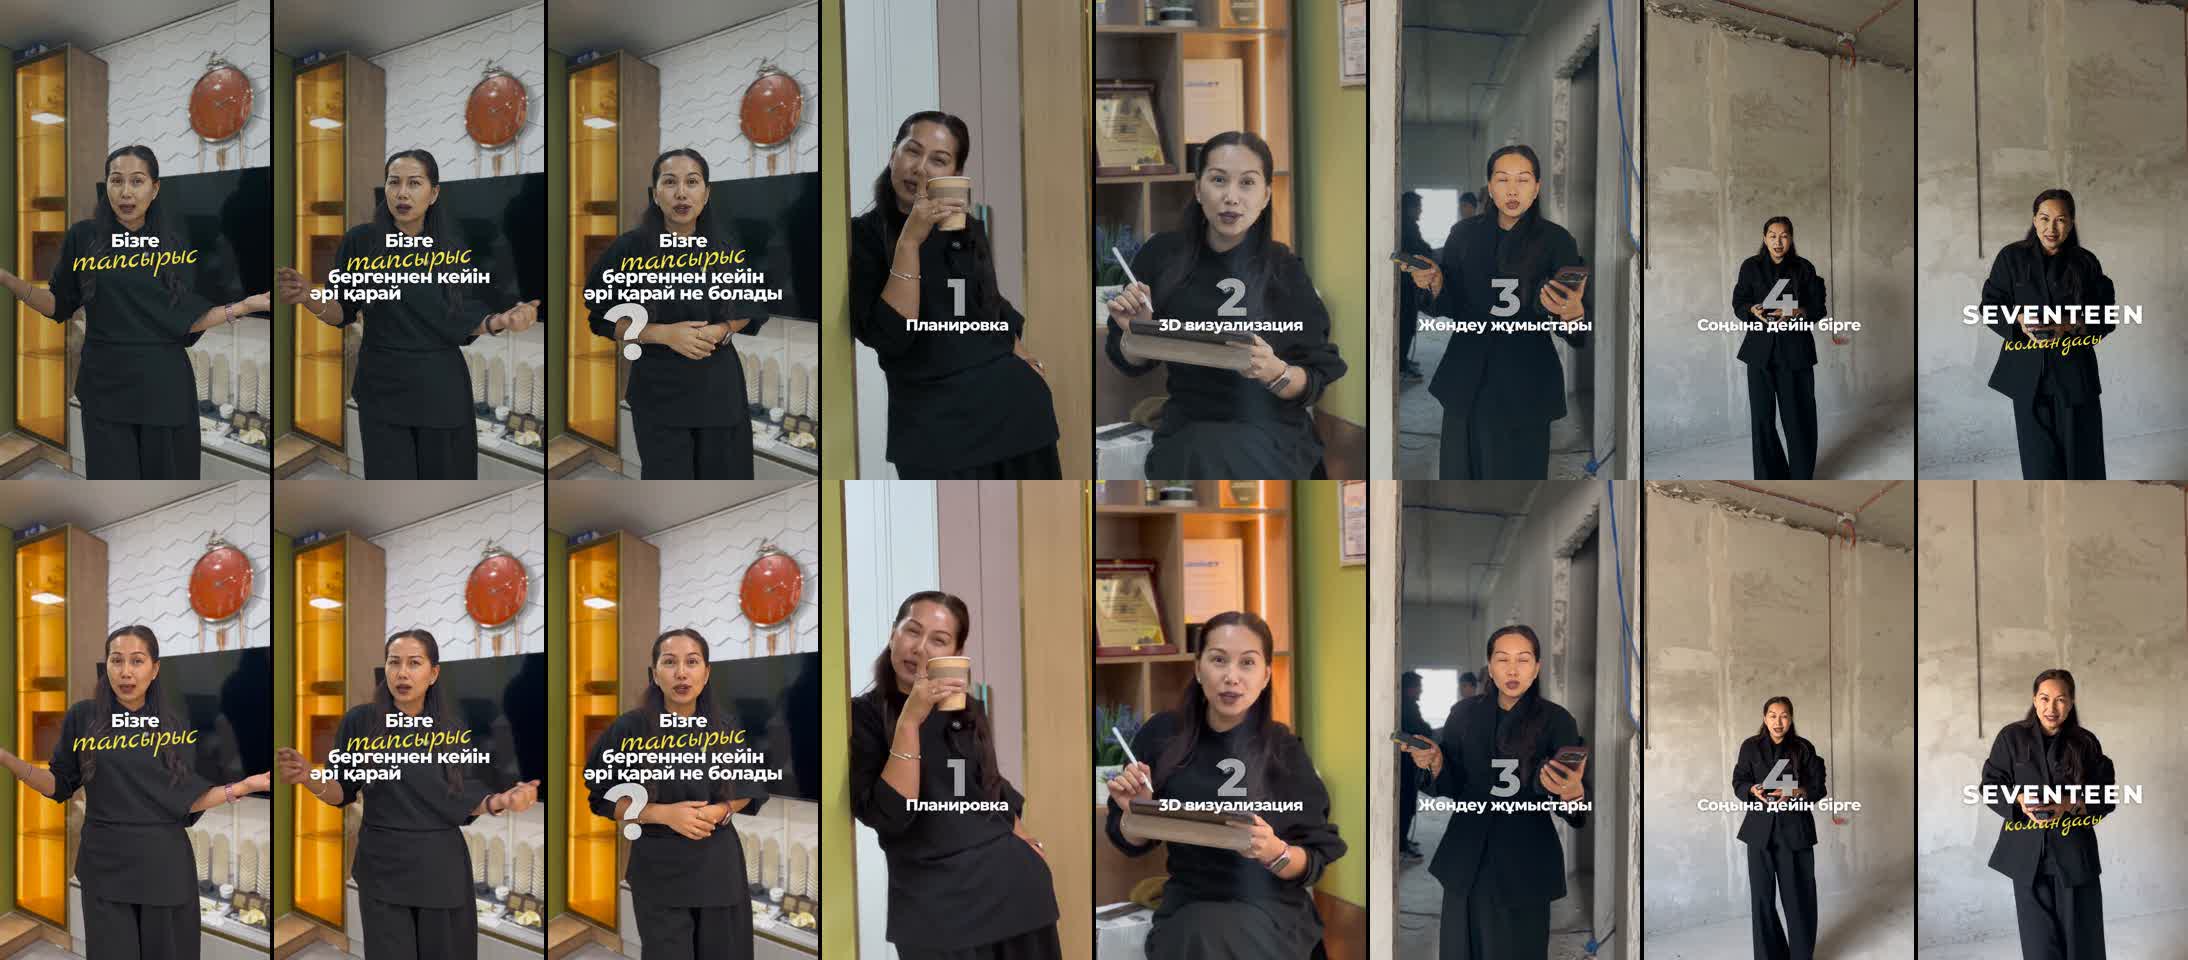 Бізге
тапсырыс
Бізге
тапсырыс
бергеннен кейін
әрі қарай
Бізге
тапсырыс
бергеннен кейін
әрі қарай не болады
?
1
Планировка
2
3D визуализация
3
Жөндеу жұмыстары
4
Соңына дейін бірге
SEVENTEEN
командасы
Бізге
тапсырыс
Бізге
тапсырыс
бергеннен кейін
әрі қарай
Бізге
тапсырыс
бергеннен кейін
әрі қарай не болады
?
1
Планировка
2
3D визуализация
3
Жөндеу жұмыстары
4
Соңына дейін бірге
SEVENTEEN
командасы